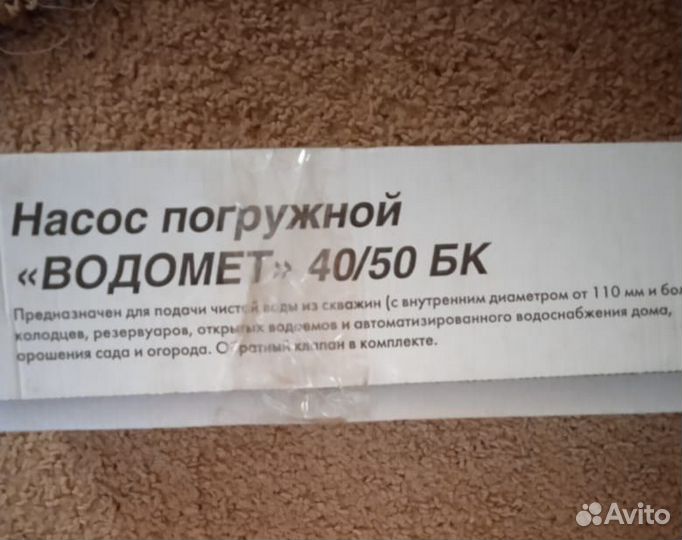 Насос погружной
«ВОДОМЕТ» 40/50 БК
Предназначен для подачи чистой воды из скважин (с внутренним диаметром от 110 мм и бол
колодцев, резервуаров, открытых водоемов и автоматизированного водоснабжения дома,
орошения сада и огорода. Обратный клапан в комплекте.
Avito